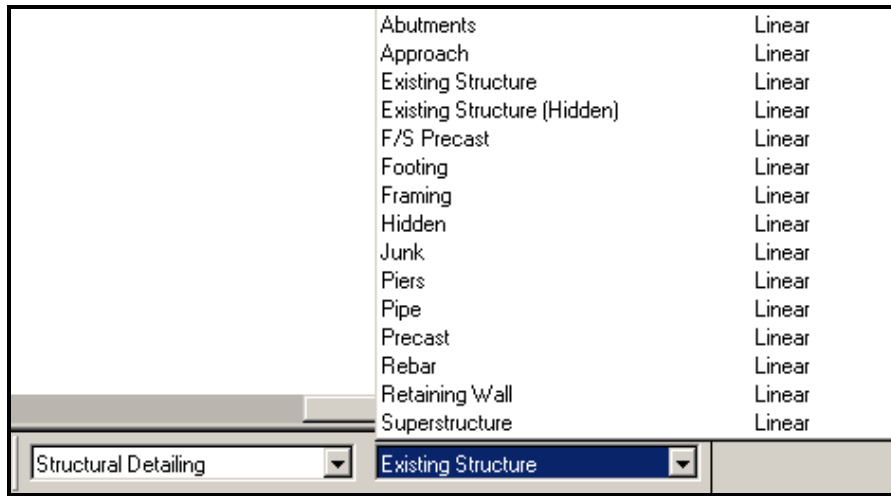 Abutments Linear
Approach Linear
Existing Structure Linear
Existing Structure (Hidden) Linear
F/S Precast Linear
Footing Linear
Framing Linear
Hidden Linear
Junk Linear
Piers Linear
Pipe Linear
Precast Linear
Rebar Linear
Retaining Wall Linear
Superstructure Linear
Structural Detailing Existing Structure